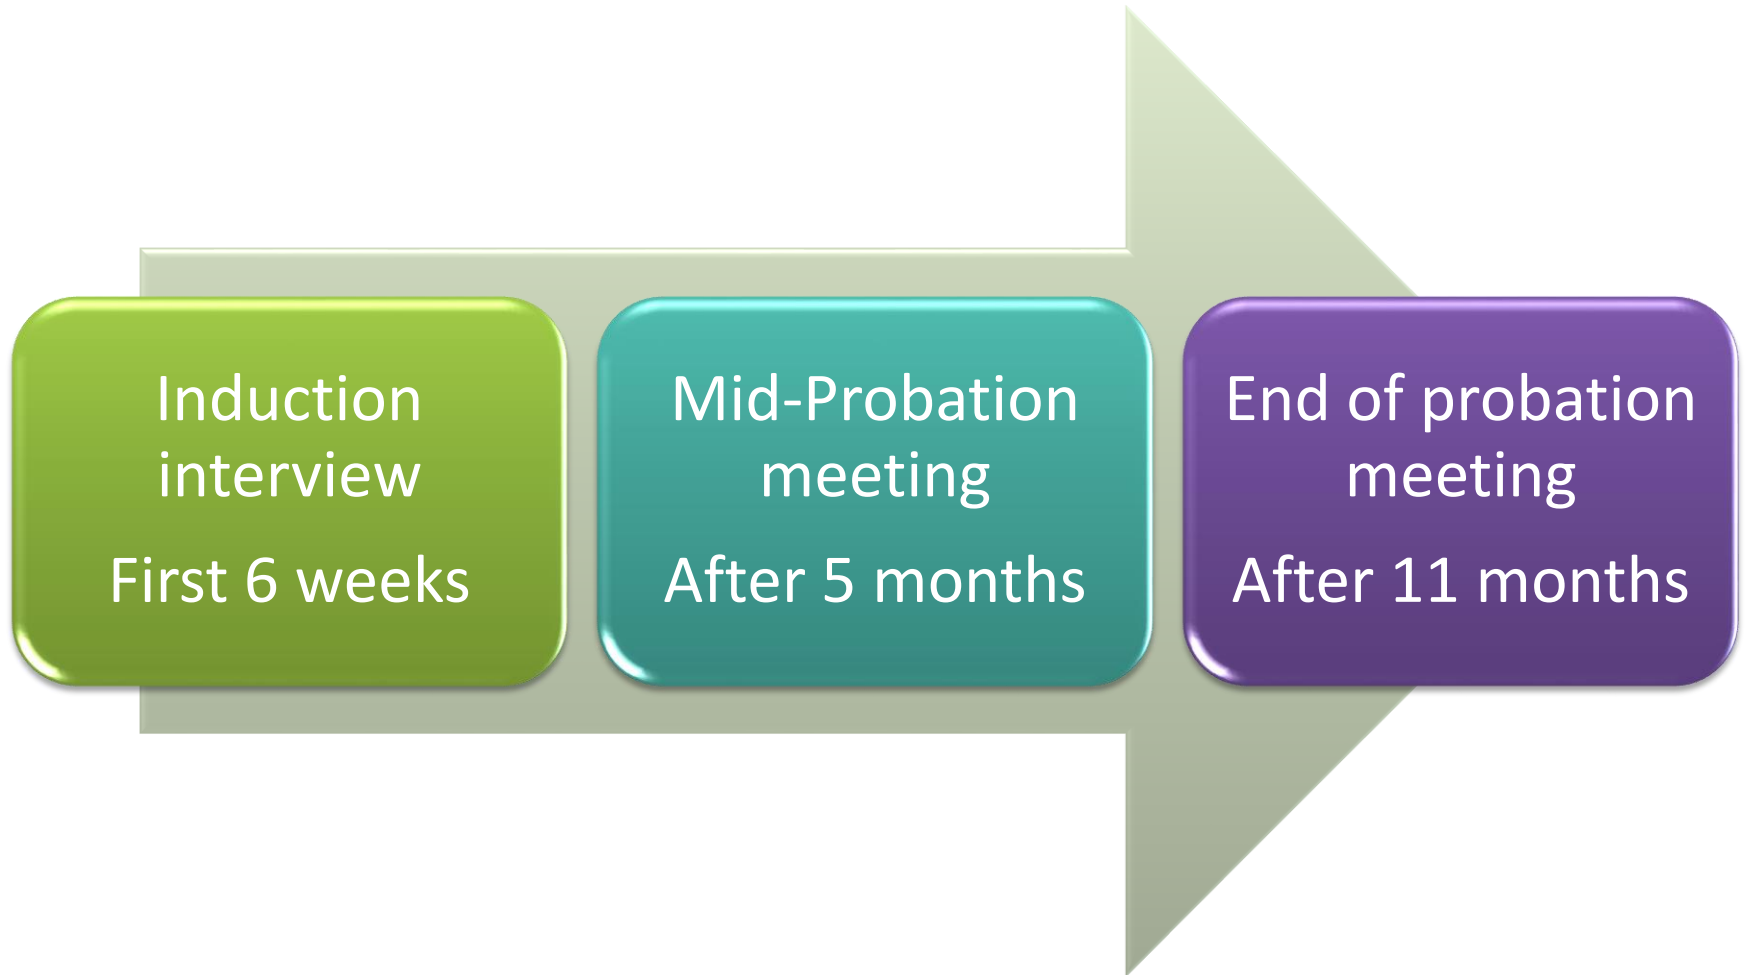 Induction
interview
First 6 weeks
Mid-Probation
meeting
After 5 months
End of probation
meeting
After 11 months